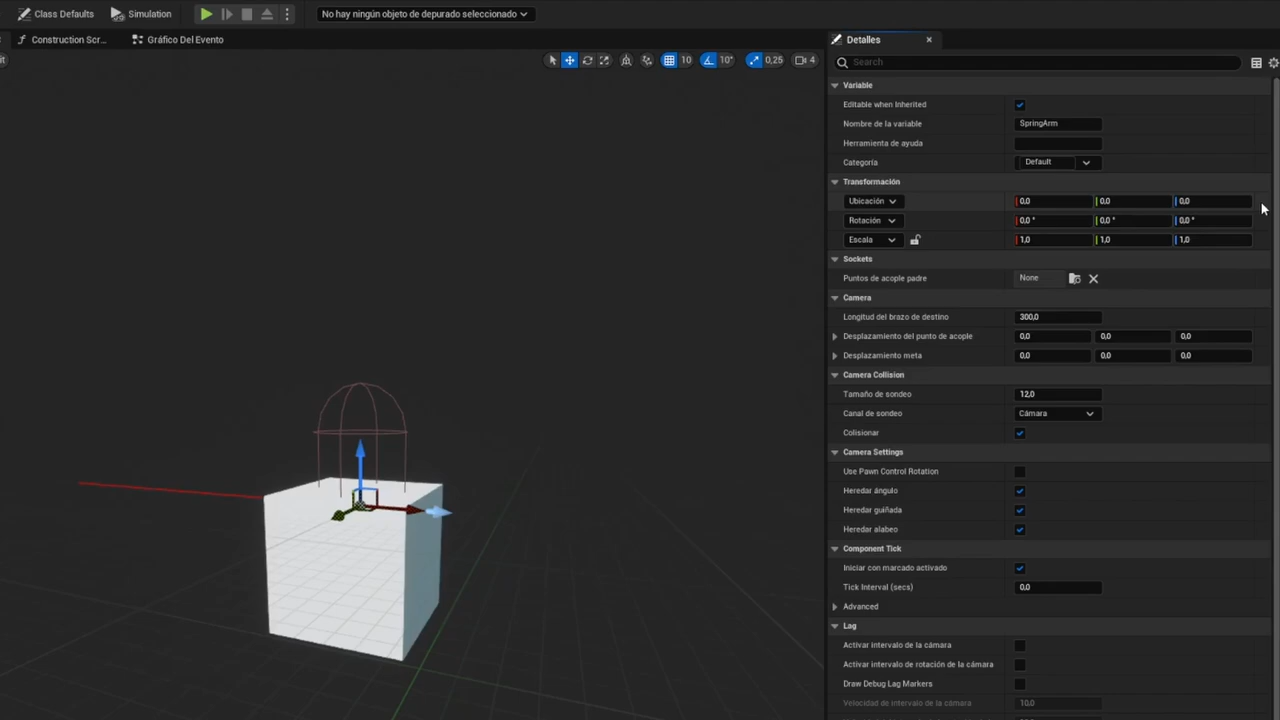 Class Defaults Simulation No hay ningún objeto de depurado seleccionado
Construction Scr... Gráfico Del Evento Detalles
it 10 10° 0,25 4
Search
Variable
Editable when Inherited
Nombre de la variable SpringArm
Herramienta de ayuda
Categoría Default
Transformación
Ubicación 0,0 0,0 0,0
Rotación 0,0 ° 0,0 ° 0,0 °
Escala 1,0 1,0 1,0
Sockets
Puntos de acople padre None
Camera
Longitud del brazo de destino 300,0
Desplazamiento del punto de acople 0,0 0,0 0,0
Desplazamiento meta 0,0 0,0 0,0
Camera Collision
Tamaño de sondeo 12,0
Canal de sondeo Cámara
Colisionar
Camera Settings
Use Pawn Control Rotation
Heredar ángulo
Heredar guiñada
Heredar alabeo
Component Tick
Iniciar con marcado activado
Tick Interval (secs) 0,0
Advanced
Lag
Activar intervalo de la cámara
Activar intervalo de rotación de la cámara
Draw Debug Lag Markers
Velocidad de intervalo de la cámara 10,0